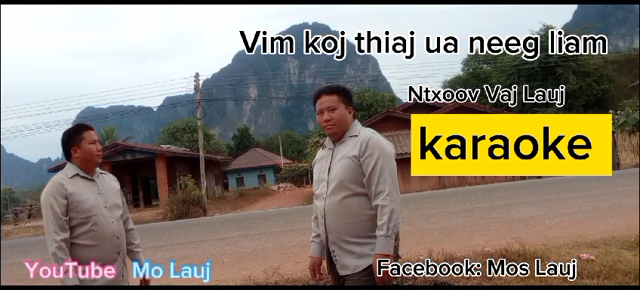 Vim koj thiaj ua neeg liam
Ntxoov Vaj Lauj
karaoke
YouTube Mo Lauj
Facebook: Mos Lauj